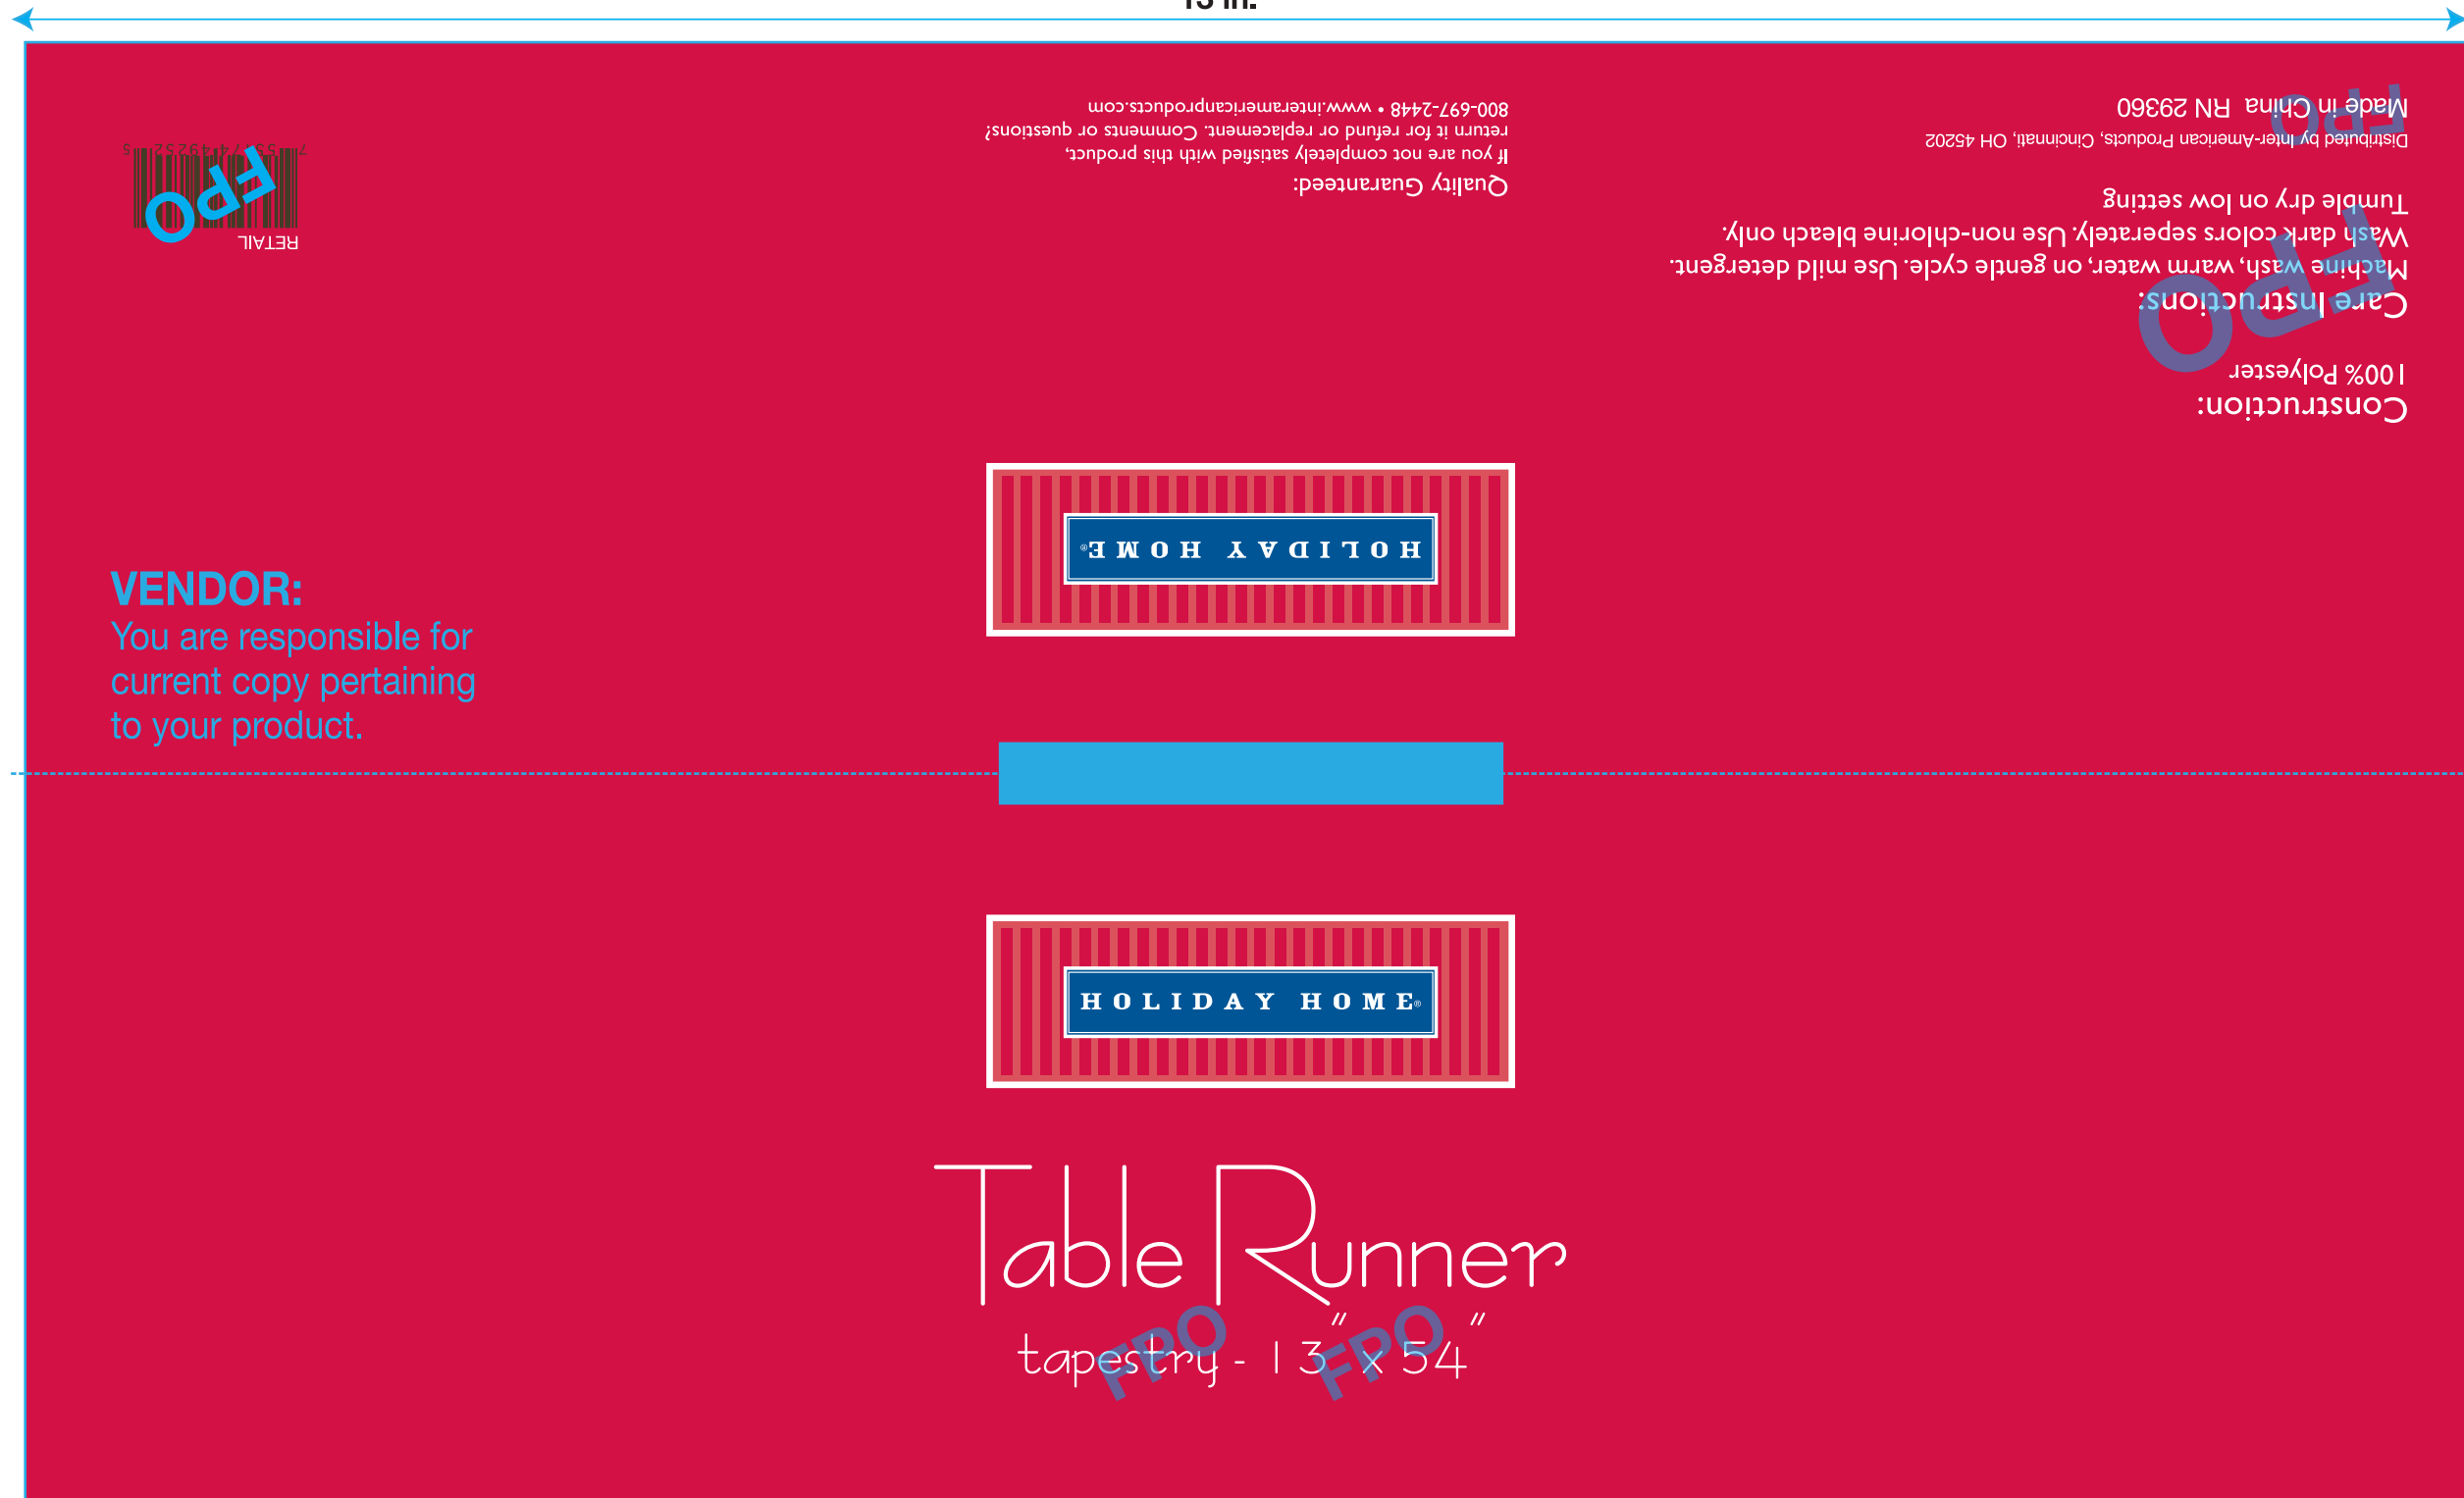 13 in.
800-697-2448 • www.interamericanproducts.com
return it for refund or replacement. Comments or questions?
If you are not completely satisfied with this product,
Quality Guaranteed:
Made in China RN 29360
Distributed by Inter-American Products, Cincinnati, OH 45202
Tumble dry on low setting
Wash dark colors seperately. Use non-chlorine bleach only.
Machine wash, warm water, on gentle cycle. Use mild detergent.
Care Instructions:
100% Polyester
Construction:
FPO
FPO
RETAIL
FPO
HOLIDAY HOME®
VENDOR:
You are responsible for
current copy pertaining
to your product.
HOLIDAY HOME®
Table Runner
tapestry - 13" x 54"
FPO
FPO